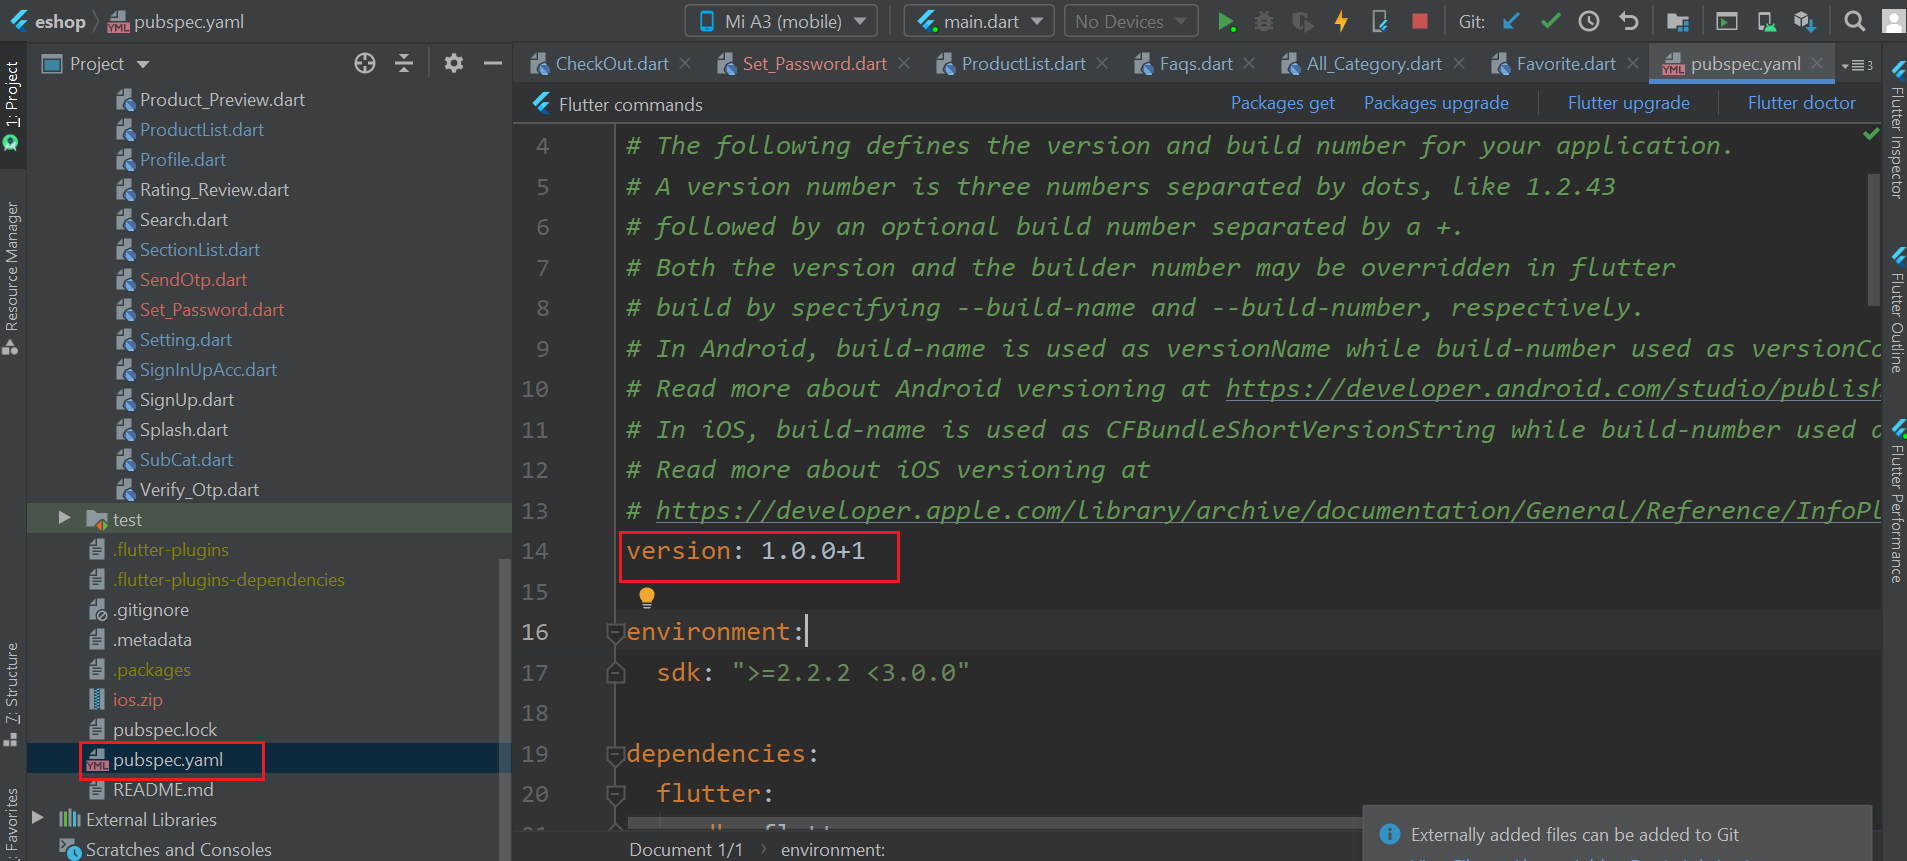 eshop
pubspec.yaml
Mi A3 (mobile)
main.dart
No Devices
Git:
Project
CheckOut.dart
Set_Password.dart
ProductList.dart
Faqs.dart
All_Category.dart
Favorite.dart
pubspec.yaml
3
Flutter commands
Packages get
Packages upgrade
Flutter upgrade
Flutter doctor
1: Project
Resource Manager
7: Structure
Favorites
Product_Preview.dart
ProductList.dart
Profile.dart
Rating_Review.dart
Search.dart
SectionList.dart
SendOtp.dart
Set_Password.dart
Setting.dart
SignInUpAcc.dart
SignUp.dart
Splash.dart
SubCat.dart
Verify_Otp.dart
test
.flutter-plugins
.flutter-plugins-dependencies
.gitignore
.metadata
.packages
ios.zip
pubspec.lock
pubspec.yaml
README.md
External Libraries
Scratches and Consoles
4 # The following defines the version and build number for your application.
5 # A version number is three numbers separated by dots, like 1.2.43
6 # followed by an optional build number separated by a +.
7 # Both the version and the builder number may be overridden in flutter
8 # build by specifying --build-name and --build-number, respectively.
9 # In Android, build-name is used as versionName while build-number used as versionCo
10 # Read more about Android versioning at https://developer.android.com/studio/publish
11 # In iOS, build-name is used as CFBundleShortVersionString while build-number used a
12 # Read more about iOS versioning at
13 # https://developer.apple.com/library/archive/documentation/General/Reference/InfoPl
14 version: 1.0.0+1
15
16 environment:
17 sdk: ">=2.2.2 <3.0.0"
18
19 dependencies:
20 flutter:
Document 1/1
environment:
Externally added files can be added to Git
Flutter Inspector
Flutter Outline
Flutter Performance